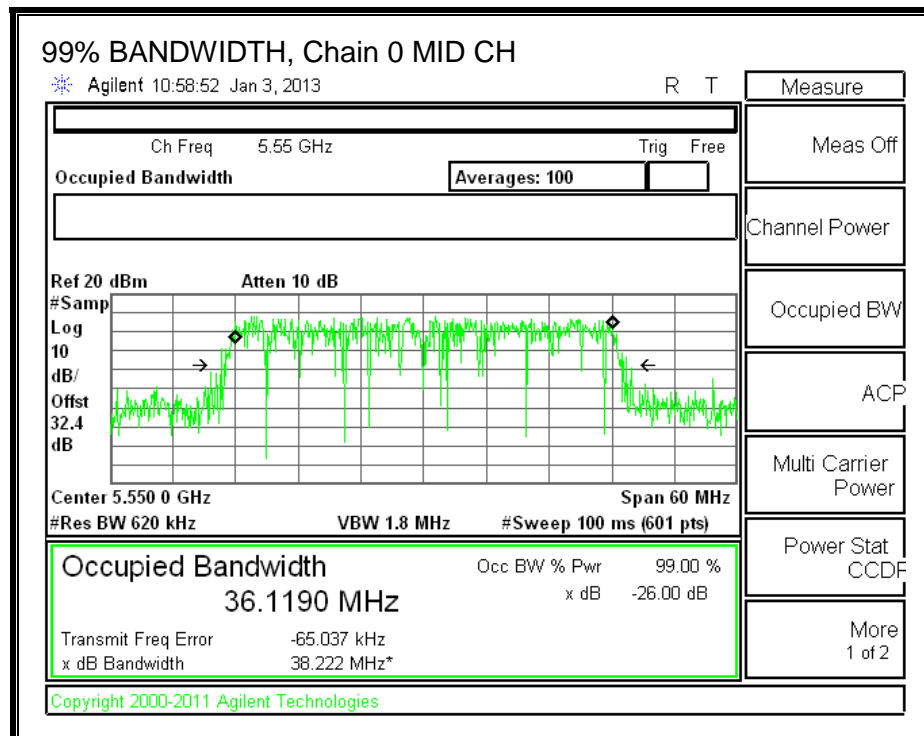 99% BANDWIDTH, Chain 0 MID CH
Agilent 10:58:52 Jan 3, 2013 R T
Measure
Ch Freq 5.55 GHz Trig Free
Meas Off
Occupied Bandwidth Averages: 100
Channel Power
Ref 20 dBm Atten 10 dB
#Samp
Log
10
dB/
Offst
32.4
dB
Occupied BW
ACP
Center 5.550 0 GHz Span 60 MHz
#Res BW 620 kHz VBW 1.8 MHz #Sweep 100 ms (601 pts)
Multi Carrier
Power
Occupied Bandwidth Occ BW % Pwr 99.00 %
36.1190 MHz x dB -26.00 dB
Transmit Freq Error -65.037 kHz
x dB Bandwidth 38.222 MHz*
Power Stat
CCDF
More
1 of 2
Copyright 2000-2011 Agilent Technologies